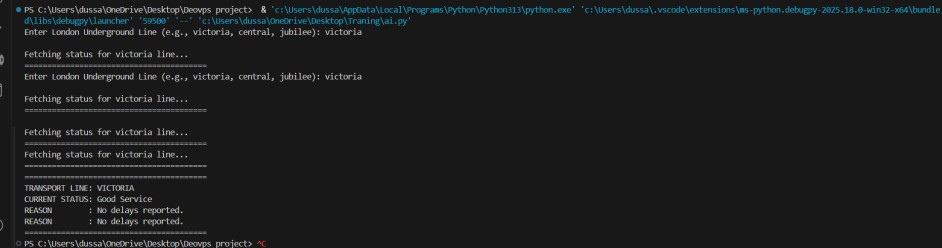 PS C:\Users\dussa\OneDrive\Desktop\Deovps project>  & 'c:\Users\dussa\AppData\Local\Programs\Python\Python313\python.exe' 'c:\Users\dussa\.vscode\extensions\ms-python.debugpy-2025.18.0-win32-x64\bundle
d\libs\debugpy\launcher' '59500' '--' 'c:\Users\dussa\OneDrive\Desktop\Traning\ai.py'
Enter London Underground Line (e.g., victoria, central, jubilee): victoria
Fetching status for victoria line...
========================================
Enter London Underground Line (e.g., victoria, central, jubilee): victoria
Fetching status for victoria line...
========================================
Fetching status for victoria line...
========================================
Fetching status for victoria line...
========================================
========================================
TRANSPORT LINE: VICTORIA
CURRENT STATUS: Good Service
REASON        : No delays reported.
REASON        : No delays reported.
========================================
PS C:\Users\dussa\OneDrive\Desktop\Deovps project> ^C